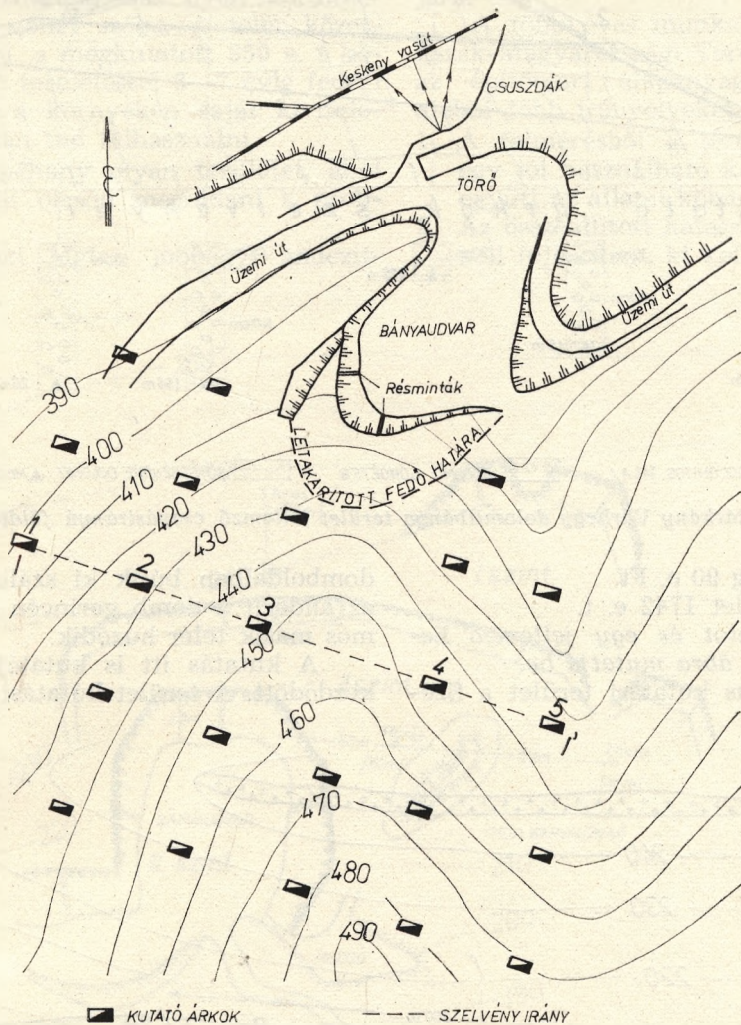 Keskeny vasút
CSUSZDÁK
TÖRŐ
Üzemi út
BÁNYAUDVAR
Üzemi út
Résminták
LETAKARÍTOTT FEDŐ HATÁRA
390
400
410
420
430
440
450
460
470
480
490
1
1
2
3
4
5
1'
KUTATÓ ÁRKOK
SZELVÉNY IRÁNY